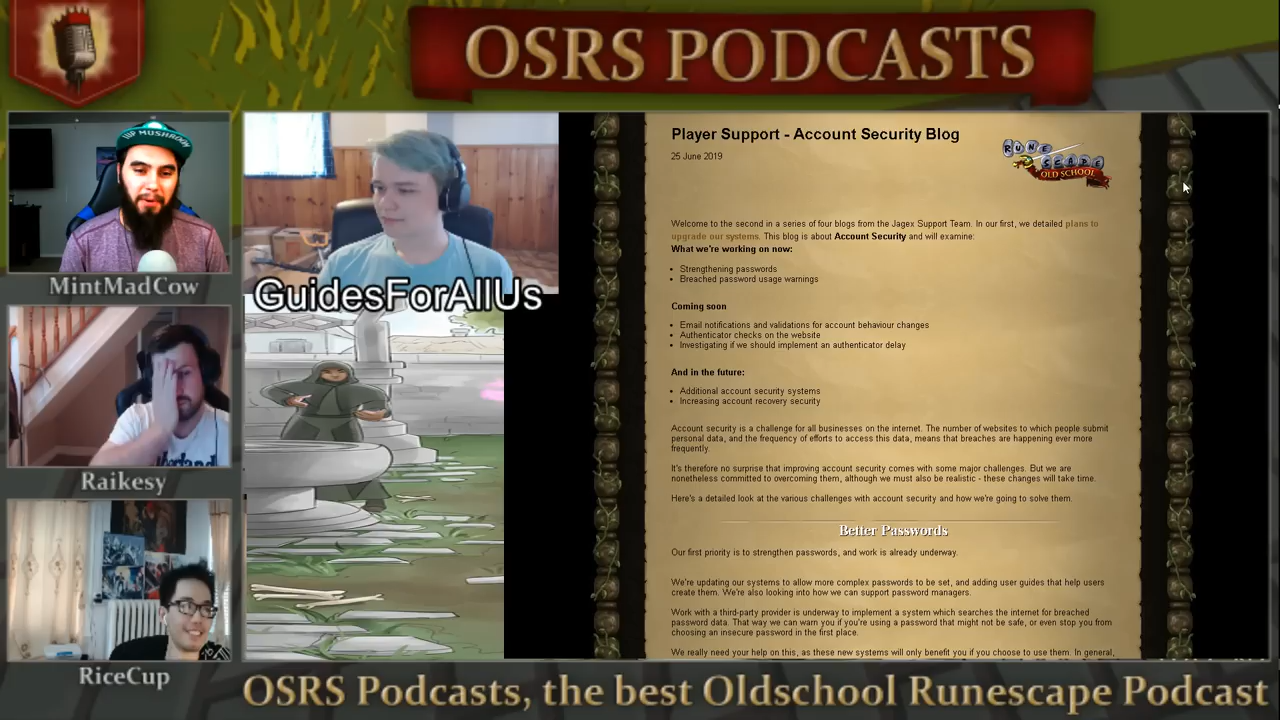 OSRS PODCASTS
1UP MUSHROOM
MintMadCow
Raikesy
RiceCup
GuidesForAllUs
Player Support - Account Security Blog
25 June 2019
RUNE SCAPE
OLD SCHOOL
Welcome to the second in a series of four blogs from the Jagex Support Team. In our first, we detailed plans to
upgrade our systems. This blog is about Account Security and will examine:
What we're working on now:
Strengthening passwords
Breached password usage warnings
Coming soon
Email notifications and validations for account behaviour changes
Authenticator checks on the website
Investigating if we should implement an authenticator delay
And in the future:
Additional account security systems
Increasing account recovery security
Account security is a challenge for all businesses on the internet. The number of websites to which people submit
personal data, and the frequency of efforts to access this data, means that breaches are happening ever more
frequently.
It's therefore no surprise that improving account security comes with some major challenges. But we are
nonetheless committed to overcoming them, although we must also be realistic - these changes will take time.
Here's a detailed look at the various challenges with account security and how we're going to solve them.
Better Passwords
Our first priority is to strengthen passwords, and work is already underway.
We're updating our systems to allow more complex passwords to be set, and adding user guides that help users
create them. We're also looking into how we can support password managers.
Work with a third-party provider is underway to implement a system which searches the internet for breached
password data. That way we can warn you if you're using a password that might not be safe, or even stop you from
choosing an insecure password in the first place.
We really need your help on this, as these new systems will only benefit you if you choose to use them. In general,
OSRS Podcasts, the best Oldschool Runescape Podcast